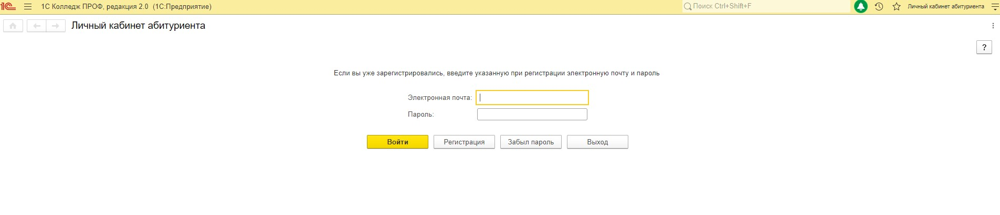 1С Колледж ПРОФ, редакция 2.0 (1С:Предприятие) Поиск Ctrl+Shift+F Личный кабинет абитуриента
Личный кабинет абитуриента
?
Если вы уже зарегистрировались, введите указанную при регистрации электронную почту и пароль
Электронная почта:
Пароль:
Войти Регистрация Забыл пароль Выход